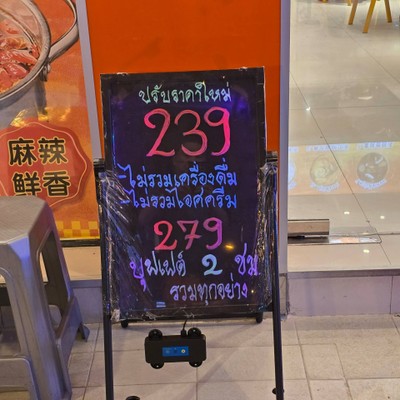 麻辣
鲜香
ปรับราคาใหม่
239
-ไม่รวมเครื่องดื่ม
-ไม่รวมไอศครีม
279
บุฟเฟต์ 2 ชม
รวมทุกอย่าง